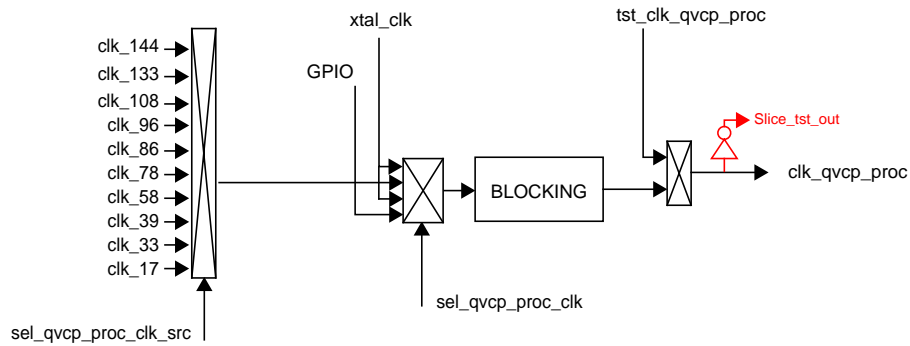 xtal_clk
tst_clk_qvcp_proc
clk_144
clk_133
GPIO
clk_108
clk_96
clk_86
clk_78
clk_58
clk_39
clk_33
clk_17
Slice_tst_out
clk_qvcp_proc
BLOCKING
sel_qvcp_proc_clk
sel_qvcp_proc_clk_src